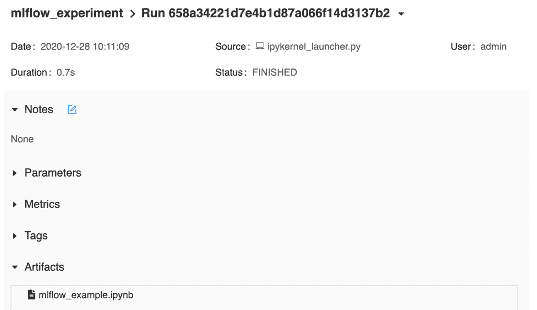 mlflow_experiment > Run 658a34221d7e4b1d87a066f14d3137b2
Date : 2020-12-28 10:11:09 Source : ipykernel_launcher.py User : admin
Duration : 0.7s Status : FINISHED
Notes
None
Parameters
Metrics
Tags
Artifacts
mlflow_example.ipynb